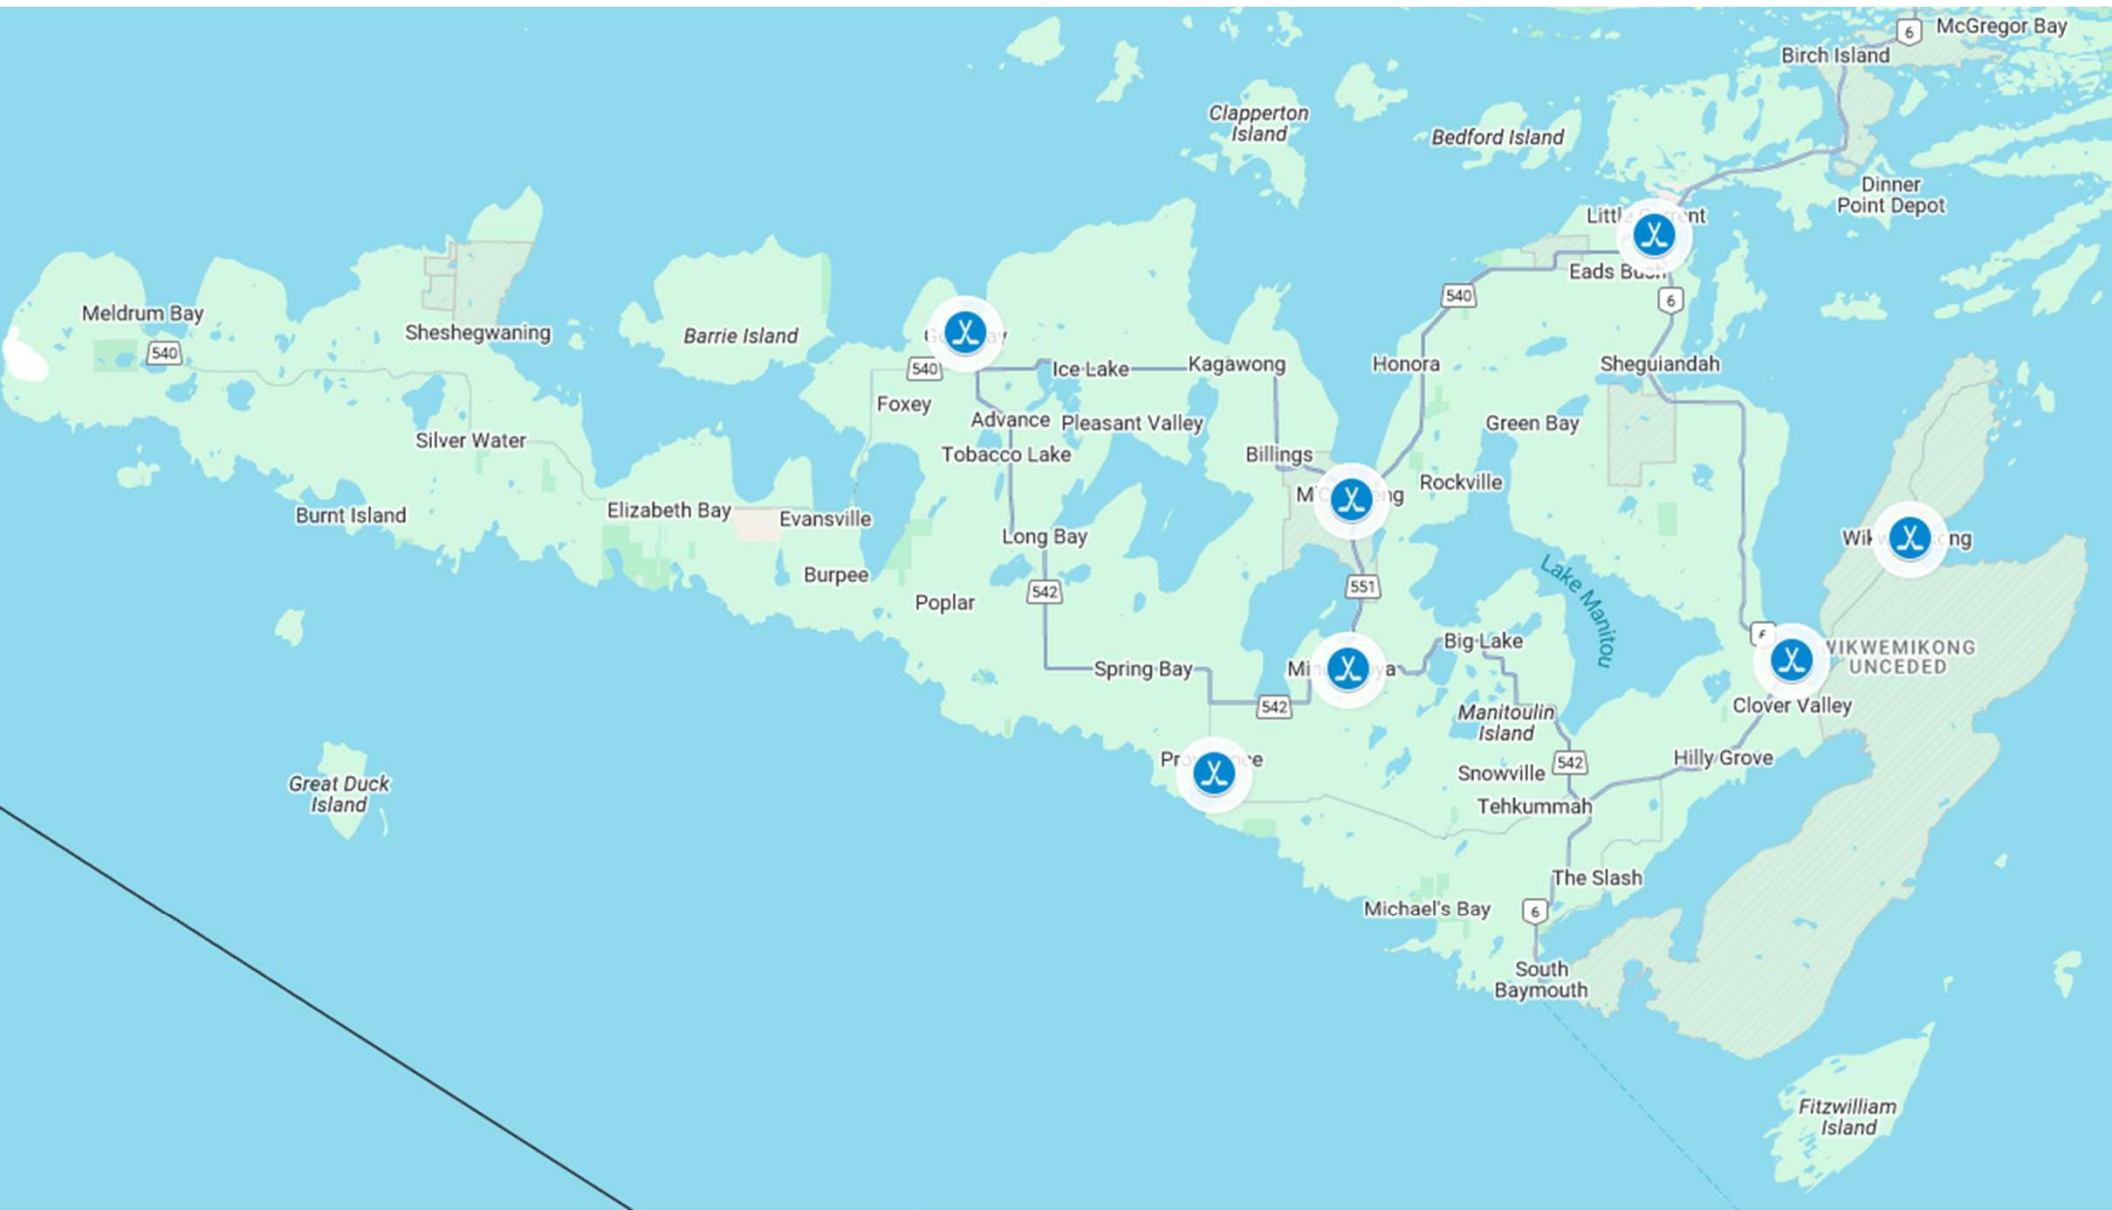 6
McGregor Bay
Birch Island
Clapperton
Island
Bedford Island
Dinner
Point Depot
Little
Eads Bush
540
6
Meldrum Bay
540
Sheshegwaning
Barrie Island
540
Ice Lake
Kagawong
Honora
Sheguiandah
Foxey
Advance
Pleasant Valley
Green Bay
Silver Water
Tobacco Lake
Billings
Rockville
Burnt Island
Elizabeth Bay
Evansville
Long Bay
Burpee
542
551
Lake Manitou
Poplar
Big Lake
WIKWEMIKONG
UNCEDED
Spring Bay
542
Clover Valley
Manitoulin
Island
Hilly Grove
Snowville
542
Great Duck
Island
Tehkummah
The Slash
Michael's Bay
6
South
Baymouth
Fitzwilliam
Island